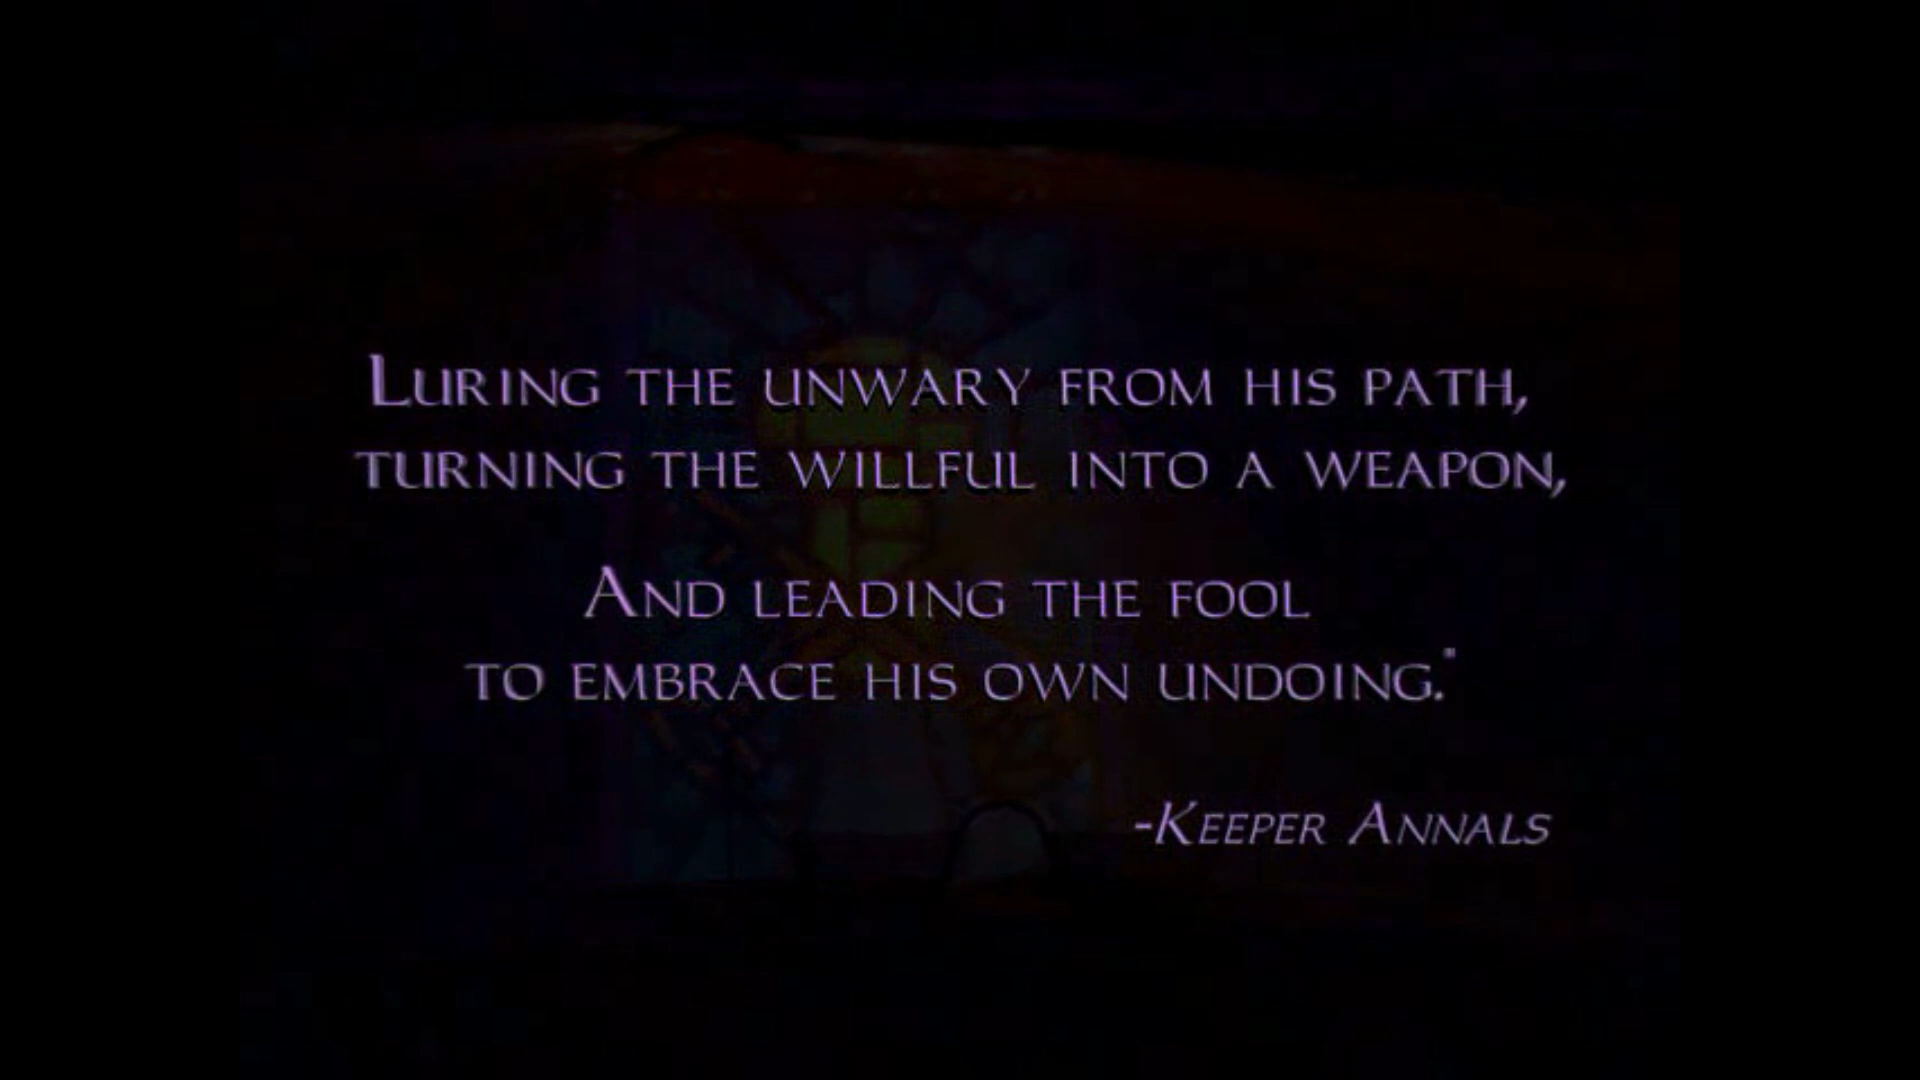 Luring the unwary from his path,
turning the willful into a weapon,
And leading the fool
to embrace his own undoing."
-Keeper Annals